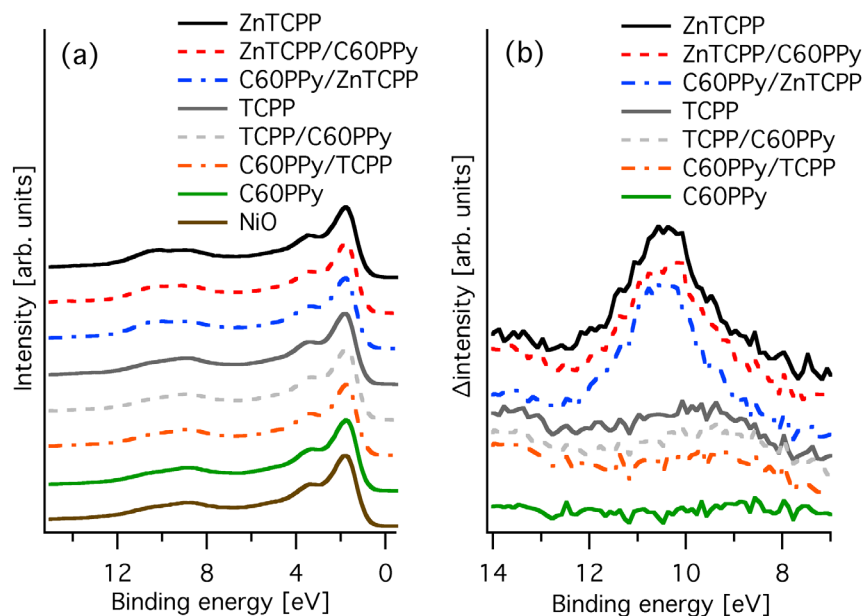 (a)
ZnTCPP
ZnTCPP/C60PPy
C60PPy/ZnTCPP
TCPP
TCPP/C60PPy
C60PPy/TCPP
C60PPy
NiO
Intensity [arb. units]
12 8 4 0
Binding energy [eV]
(b)
ZnTCPP
ZnTCPP/C60PPy
C60PPy/ZnTCPP
TCPP
TCPP/C60PPy
C60PPy/TCPP
C60PPy
Δintensity [arb. units]
14 12 10 8
Binding energy [eV]